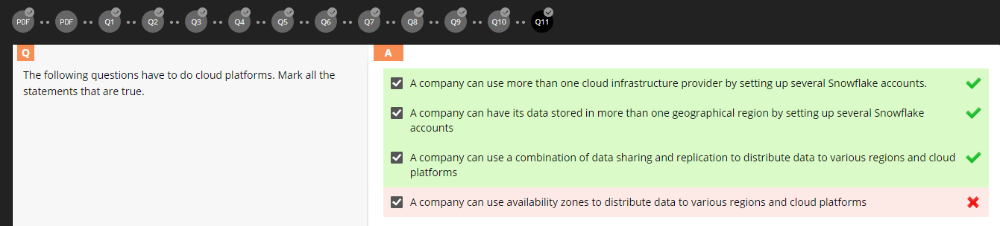 PDF PDF Q1 Q2 Q3 Q4 Q5 Q6 Q7 Q8 Q9 Q10 Q11
Q
The following questions have to do cloud platforms. Mark all the
statements that are true.
A
A company can use more than one cloud infrastructure provider by setting up several Snowflake accounts.
A company can have its data stored in more than one geographical region by setting up several Snowflake
accounts
A company can use a combination of data sharing and replication to distribute data to various regions and cloud
platforms
A company can use availability zones to distribute data to various regions and cloud platforms